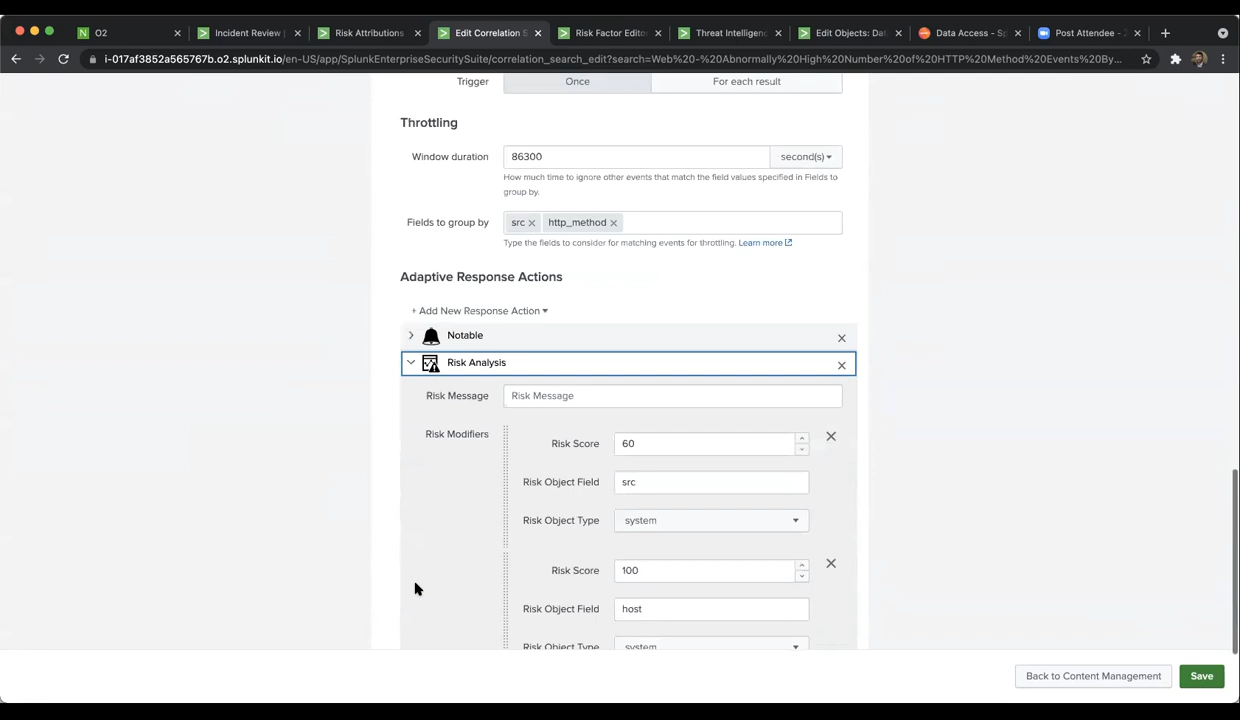 O2 Incident Review | Risk Attributions Edit Correlation S Risk Factor Edito Threat Intelligenc Edit Objects: Dat Data Access - Sp Post Attendee - Z
i-017af3852a565767b.o2.splunkit.io/en-US/app/SplunkEnterpriseSecuritySuite/correlation_search_edit?search=Web%20-%20Abnormally%20High%20Number%20of%20HTTP%20Method%20Events%20By...
Trigger Once For each result
Throttling
Window duration 86300 second(s)
How much time to ignore other events that match the field values specified in Fields to
group by.
Fields to group by src http_method
Type the fields to consider for matching events for throttling. Learn more
Adaptive Response Actions
+ Add New Response Action
Notable
Risk Analysis
Risk Message Risk Message
Risk Modifiers
Risk Score 60
Risk Object Field src
Risk Object Type system
Risk Score 100
Risk Object Field host
Risk Object Type system
Back to Content Management Save